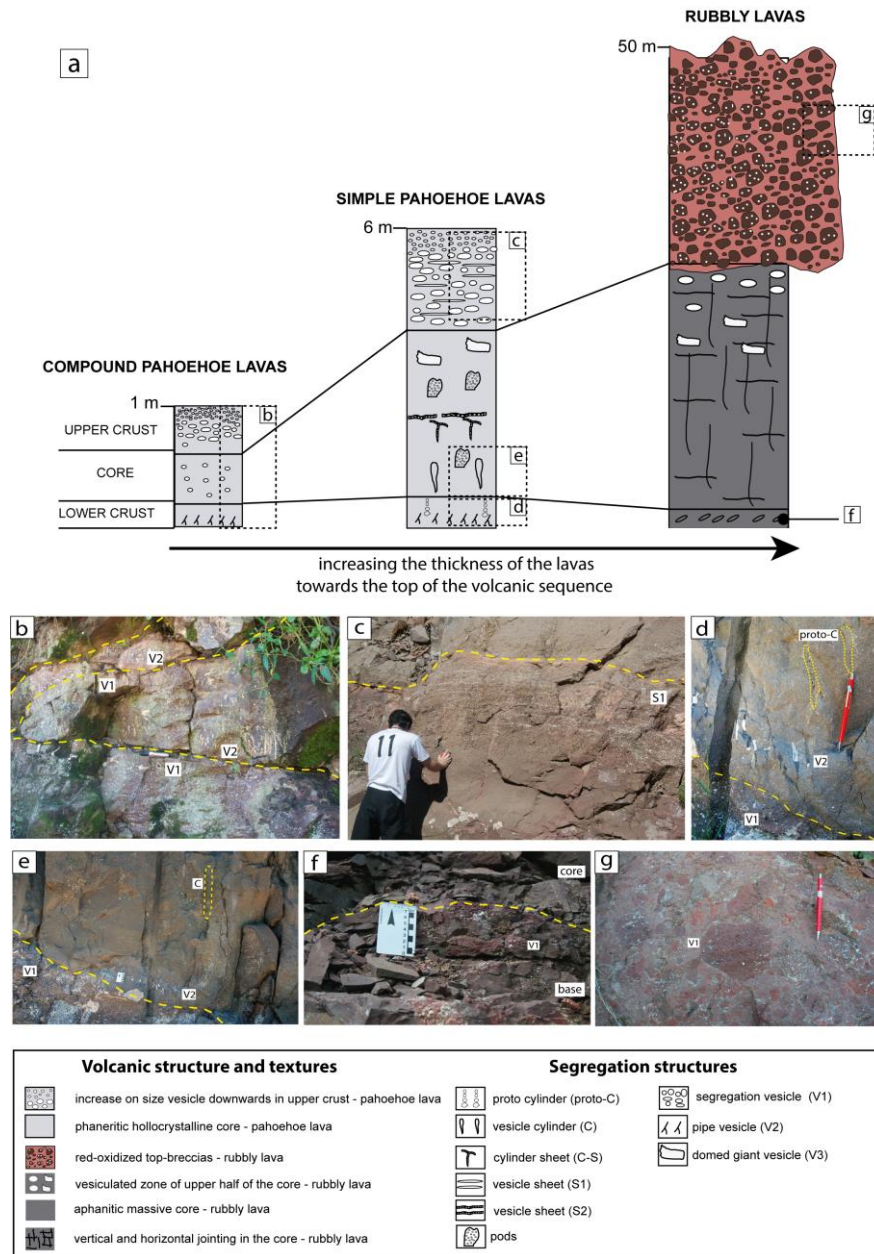 a
RUBBLY LAVAS
50 m
g
SIMPLE PAHOEHOE LAVAS
6 m
c
COMPOUND PAHOEHOE LAVAS
1 m
b
UPPER CRUST
CORE
LOWER CRUST
e
d
f
increasing the thickness of the lavas
towards the top of the volcanic sequence
b
V2
V1
V2
V1
c
11
S1
d
proto-C
V2
V1
e
C
V1
V2
f
core
V1
base
g
V1
Volcanic structure and textures
increase on size vesicle downwards in upper crust - pahoehoe lava
phaneritic hollocrystalline core - pahoehoe lava
red-oxidized top-breccias - rubbly lava
vesiculated zone of upper half of the core - rubbly lava
aphanitic massive core - rubbly lava
vertical and horizontal jointing in the core - rubbly lava
Segregation structures
proto cylinder (proto-C)
vesicle cylinder (C)
cylinder sheet (C-S)
vesicle sheet (S1)
vesicle sheet (S2)
pods
segregation vesicle (V1)
pipe vesicle (V2)
domed giant vesicle (V3)